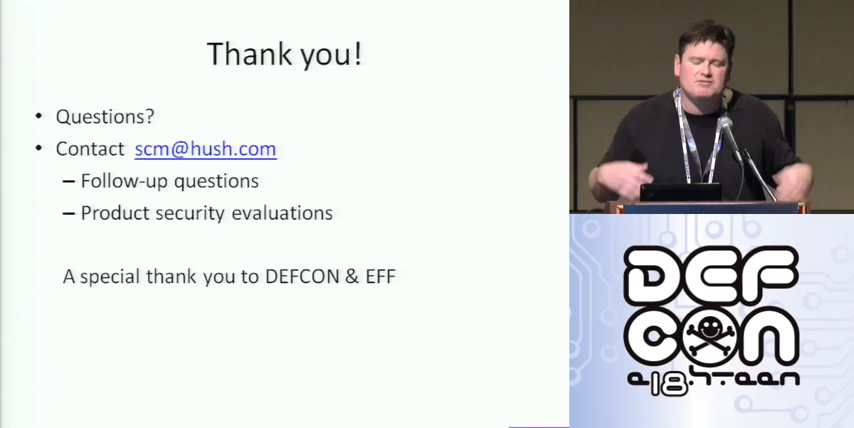 Thank you!
• Questions?
• Contact scm@hush.com
– Follow-up questions
– Product security evaluations
A special thank you to DEFCON & EFF
DEF
CON
e18hteen